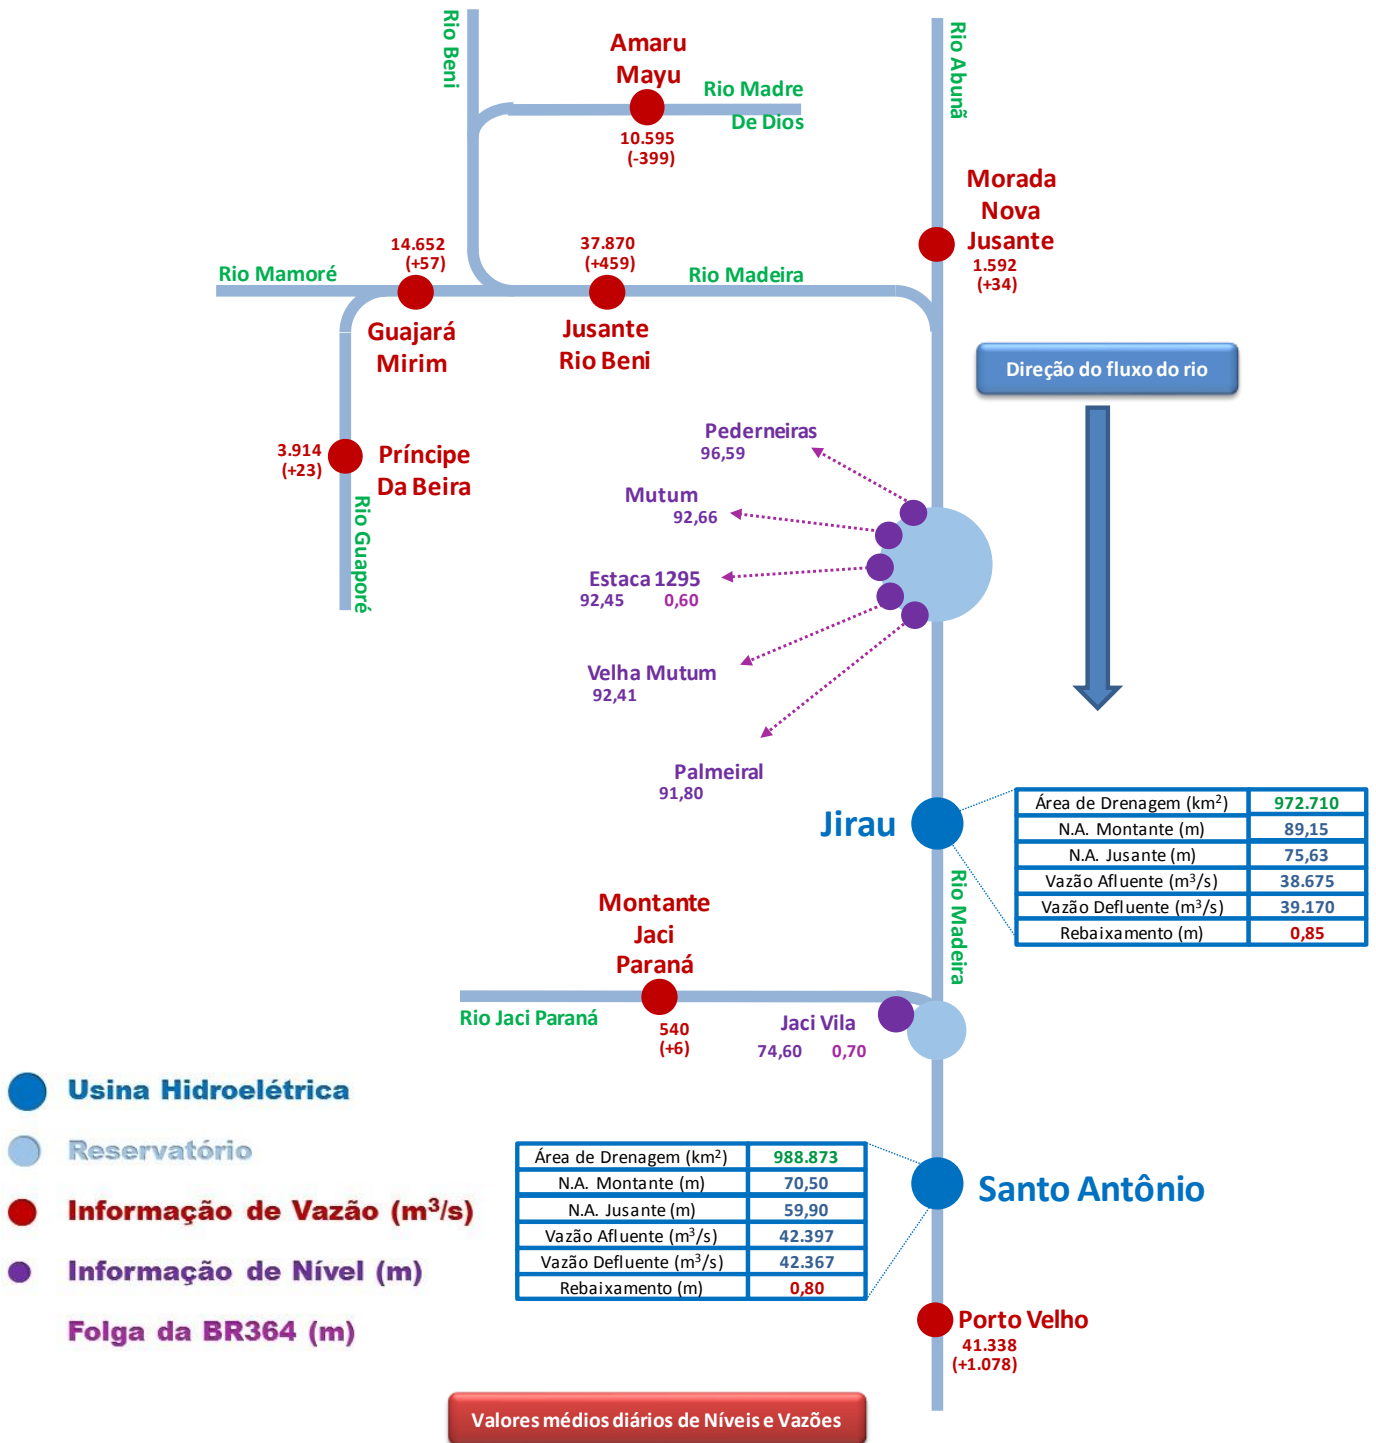 Rio Beni
Amaru
Mayu
Rio Madre
De Dios
10.595
(-399)
Rio Abunã
Morada
Nova
Jusante
1.592
(+34)
14.652
(+57)
37.870
(+459)
Rio Mamoré
Rio Madeira
Guajará
Mirim
Jusante
Rio Beni
Direção do fluxo do rio
3.914
(+23)
Príncipe
Da Beira
Rio Guaporé
Pederneiras
96,59
Mutum
92,66
Estaca 1295
92,45 0,60
Velha Mutum
92,41
Palmeiral
91,80
Jirau
Área de Drenagem (km²) 972.710
N.A. Montante (m) 89,15
N.A. Jusante (m) 75,63
Vazão Afluente (m³/s) 38.675
Vazão Defluente (m³/s) 39.170
Rebaixamento (m) 0,85
Rio Madeira
Montante
Jaci
Paraná
Rio Jaci Paraná
540
(+6)
Jaci Vila
74,60 0,70
Usina Hidroelétrica
Reservatório
Informação de Vazão (m³/s)
Informação de Nível (m)
Folga da BR364 (m)
Área de Drenagem (km²) 988.873
N.A. Montante (m) 70,50
N.A. Jusante (m) 59,90
Vazão Afluente (m³/s) 42.397
Vazão Defluente (m³/s) 42.367
Rebaixamento (m) 0,80
Santo Antônio
Porto Velho
41.338
(+1.078)
Valores médios diários de Níveis e Vazões